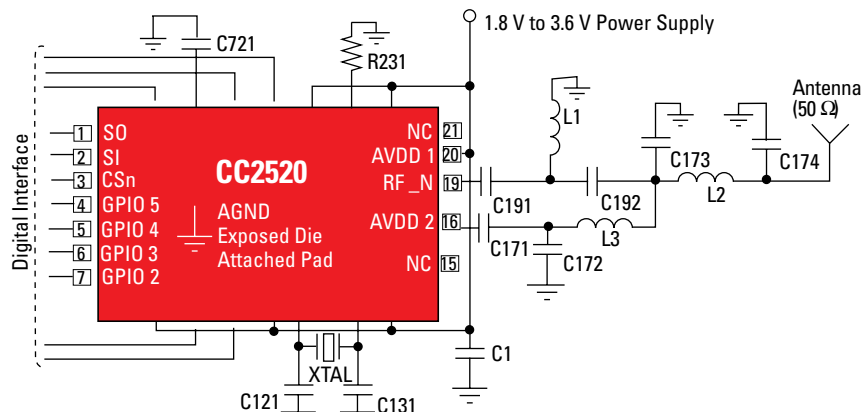 1.8 V to 3.6 V Power Supply
C721
R231
Antenna
(50 Ω)
L1
C173
C174
Digital Interface
1 SO
2 SI
3 CSn
4 GPIO 5
5 GPIO 4
6 GPIO 3
7 GPIO 2
CC2520
AGND
Exposed Die
Attached Pad
NC 21
AVDD 1 20
RF_N 19
AVDD 2 16
NC 15
C191
C192
L2
C171
L3
C172
XTAL
C1
C121
C131